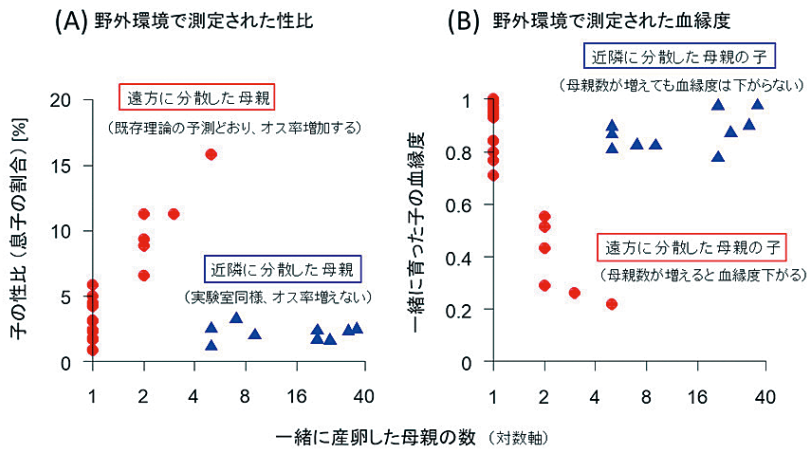 (A) 野外環境で測定された性比
遠方に分散した母親
(既存理論の予測どおり、オス率増加する)
近隣に分散した母親
(実験室同様、オス率増えない)
子の性比(息子の割合)[%]
20
15
10
5
0
1 2 4 8 16 40
(B) 野外環境で測定された血縁度
近隣に分散した母親の子
(母親数が増えても血縁度は下がらない)
遠方に分散した母親の子
(母親数が増えると血縁度下がる)
一緒に育った子の血縁度
1
0.8
0.6
0.4
0.2
0
1 2 4 8 16 40
一緒に産卵した母親の数 (対数軸)